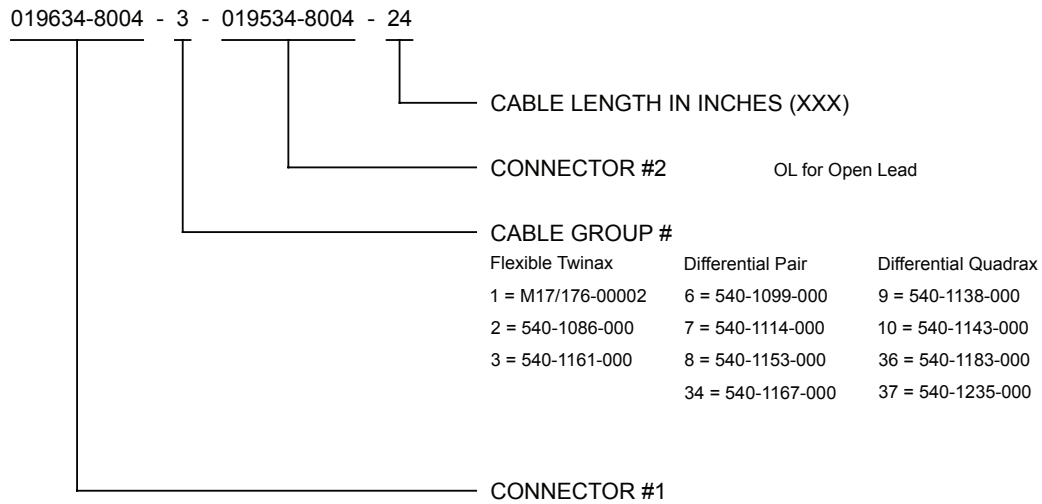 019634-8004 - 3 - 019534-8004 - 24
CABLE LENGTH IN INCHES (XXX)
CONNECTOR #2 OL for Open Lead
CABLE GROUP #
Flexible Twinax Differential Pair Differential Quadrax
1 = M17/176-00002 6 = 540-1099-000 9 = 540-1138-000
2 = 540-1086-000 7 = 540-1114-000 10 = 540-1143-000
3 = 540-1161-000 8 = 540-1153-000 36 = 540-1183-000
34 = 540-1167-000 37 = 540-1235-000
CONNECTOR #1